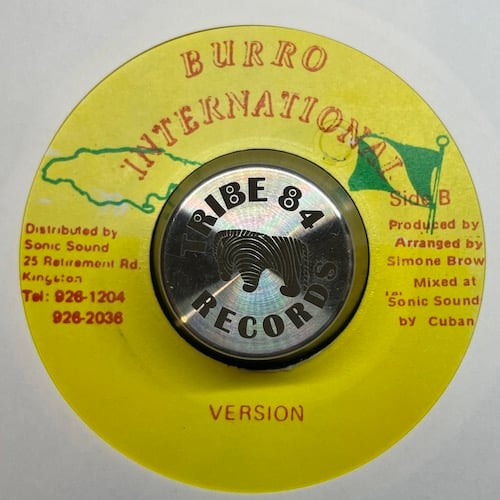 BURRO
INTERNATIONAL
Side B
Distributed by
Sonic Sound
25 Retirement Rd.
Kingston
Tel: 926-1204
926-2036
Produced by
Arranged by
Simone Brow
Mixed at
Sonic Sound
by Cuban
TRIBE 84
RECORDS
VERSION